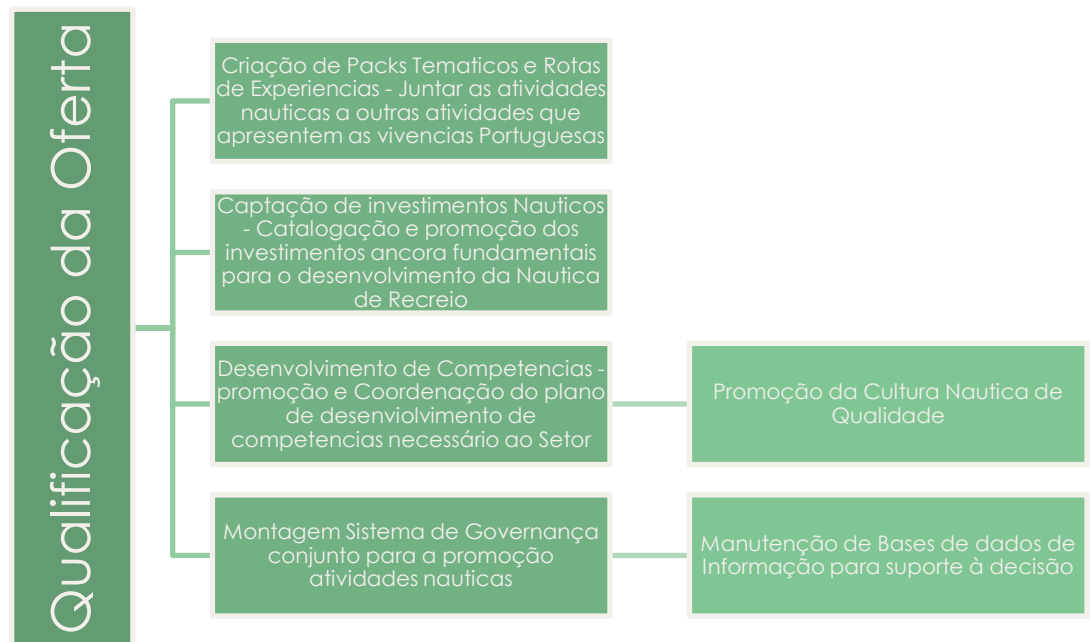 Qualificação da Oferta
Criação de Packs Tematicos e Rotas
de Experiencias - Juntar as atividades
nauticas a outras atividades que
apresentem as vivencias Portuguesas
Captação de investimentos Nauticos
- Catalogação e promoção dos
investimentos ancora fundamentais
para o desenvolvimento da Nautica
de Recreio
Desenvolvimento de Competencias -
promoção e Coordenação do plano
de desenviolvimento de
competencias necessário ao Setor
Promoção da Cultura Nautica de
Qualidade
Montagem Sistema de Governança
conjunto para a promoção
atividades nauticas
Manutenção de Bases de dados de
Informação para suporte à decisão